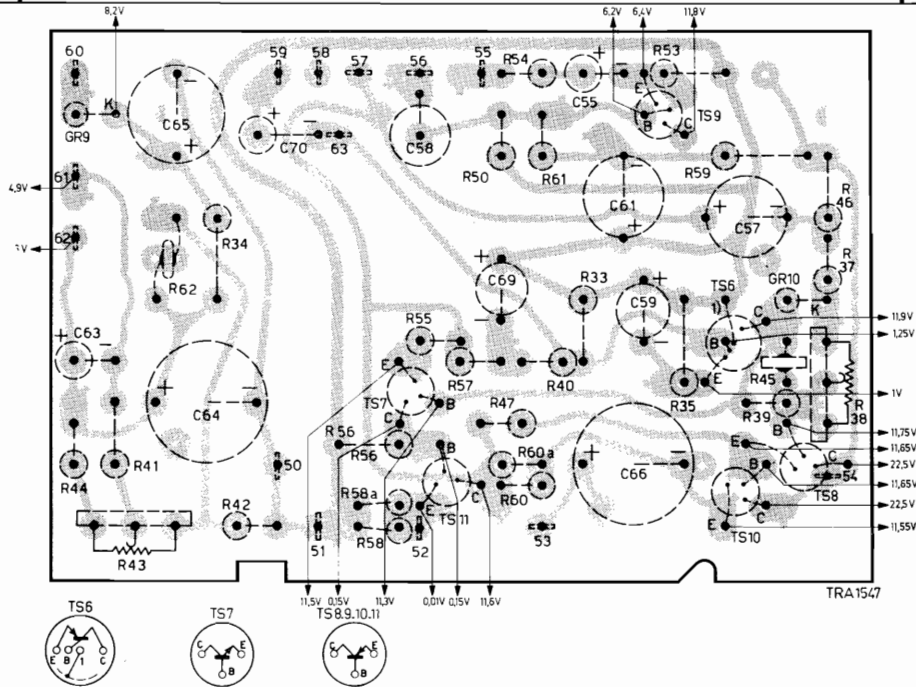 8,2V
6,2V 6,4V 11,8V
60 59 58 57 56 55 R54 C55 + - R53
E
GR9 K C65 - + C70 + - 63 C58 B TS9 C
61 R50 R61 R59
4,9V
C61 + C57 + - R46
62 R34
R62 C69 + - R33 C59 + - TS6 GR10 R37
1) C K
11,9V
C63 + - R55 B 1,25V
E R57 R40 E R45
C64 + - TS7 B R35 R39 R38 1V
C R47
R56 R56 B C66 + - 11,75V
R44 R41 50 R60a E 11,65V
C B 54 22,5V
R58a E TS11 R60 TS8 11,65V
R42 C 22,5V
R43 51 R58 52 53 E TS10 11,55V
11,5V 0,15V 11,3V 0,01V 0,15V 11,6V
TRA1547
TS6 TS7 TS8.9.10.11
E B 1 C C E C E
B B